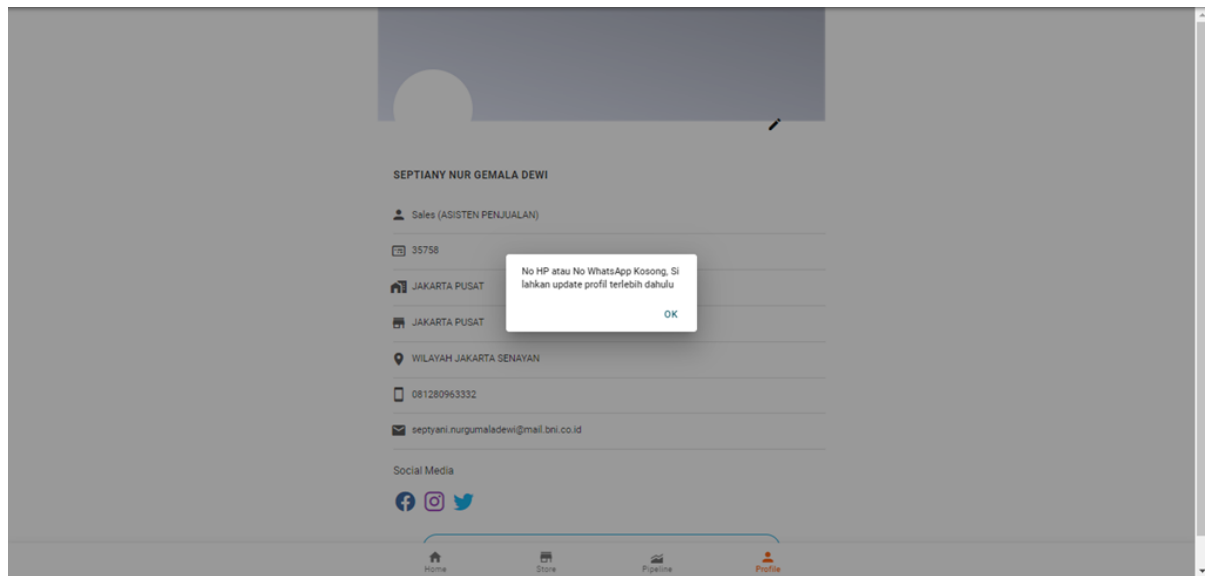 SEPTIANY NUR GEMALA DEWI
Sales (ASISTEN PENJUALAN)
35758
JAKARTA PUSAT
JAKARTA PUSAT
WILAYAH JAKARTA SENAYAN
081280963332
septyani.nurgumaladewi@mail.bni.co.id
Social Media
No HP atau No WhatsApp Kosong, Si
lahkan update profil terlebih dahulu
OK
Home Store Pipeline Profile